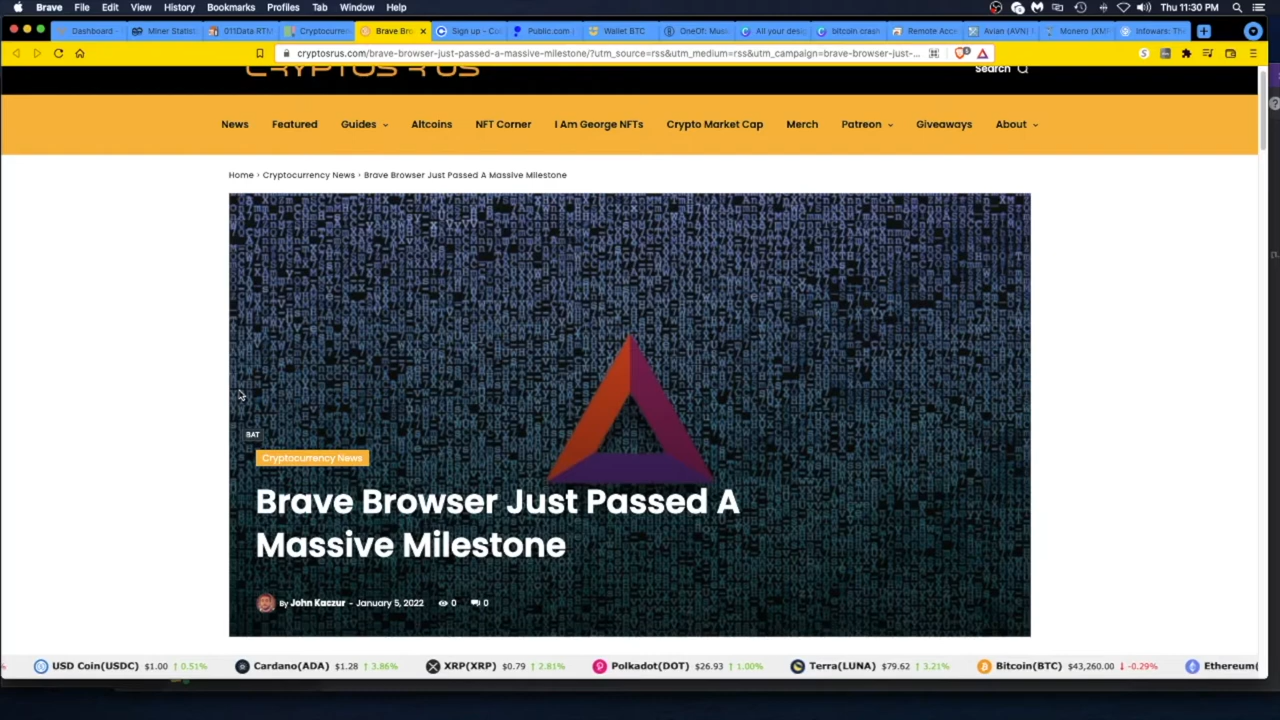 Brave File Edit View History Bookmarks Profiles Tab Window Help Thu 11:30 PM
Dashboard - Miner Statist 011Data RTM Cryptocurre Brave Bro Sign up - Co Public.com Wallet BTC OneOf: Mus All your desi bitcoin crash Remote Acce Avian (AVN) Monero (XMR Infowars: The
cryptosrus.com/brave-browser-just-passed-a-massive-milestone/?utm_source=rss&utm_medium=rss&utm_campaign=brave-browser-just-...
CRYPTOS R US Search
News Featured Guides Altcoins NFT Corner I Am George NFTs Crypto Market Cap Merch Patreon Giveaways About
Home › Cryptocurrency News › Brave Browser Just Passed A Massive Milestone
BAT
Cryptocurrency News
Brave Browser Just Passed A
Massive Milestone
By John Kaczur - January 5, 2022 0 0
USD Coin(USDC) $1.00 ↑ 0.51% Cardano(ADA) $1.28 ↑ 3.86% XRP(XRP) $0.79 ↑ 2.81% Polkadot(DOT) $26.93 ↑ 1.00% Terra(LUNA) $79.62 ↑ 3.21% Bitcoin(BTC) $43,260.00 ↓ -0.29% Ethereum(